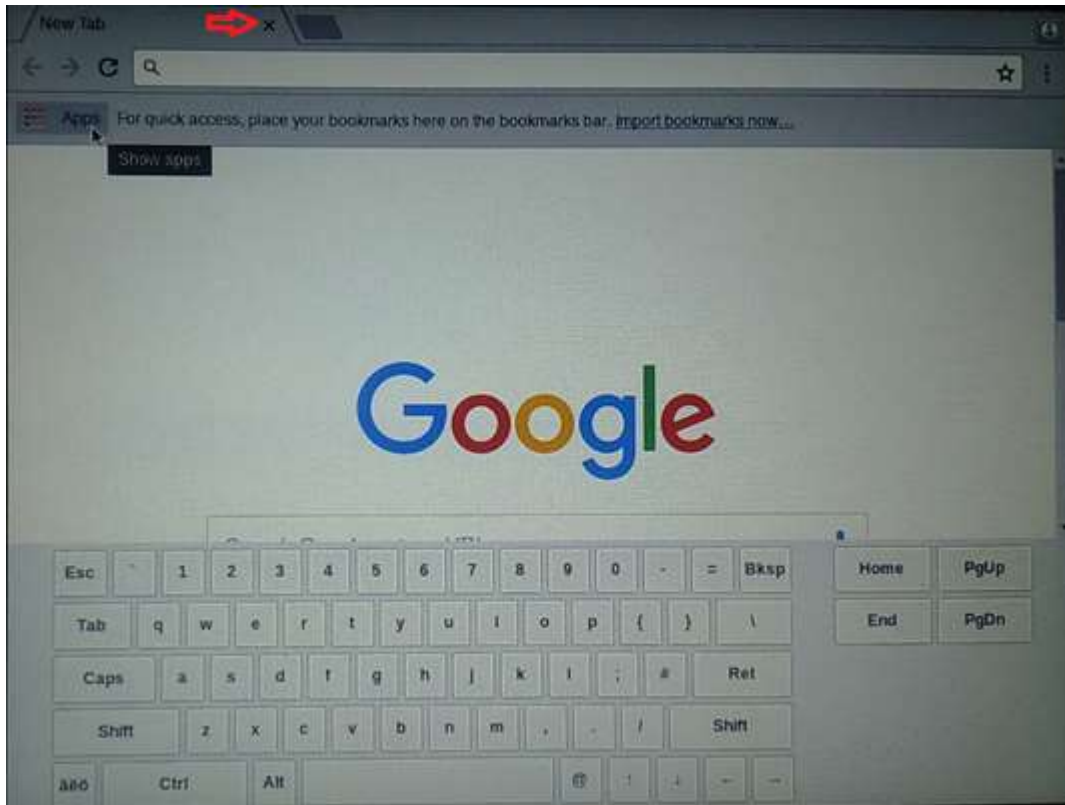 New Tab
Apps For quick access, place your bookmarks here on the bookmarks bar. Import bookmarks now...
Show apps
Google
Esc ` 1 2 3 4 5 6 7 8 9 0 - = Bksp Home PgUp
Tab q w e r t y u i o p { } \ End PgDn
Caps a s d f g h j k l ; # Ret
Shift z x c v b n m , . / Shift
äëö Ctrl Alt @ ↑ ↓ ← →